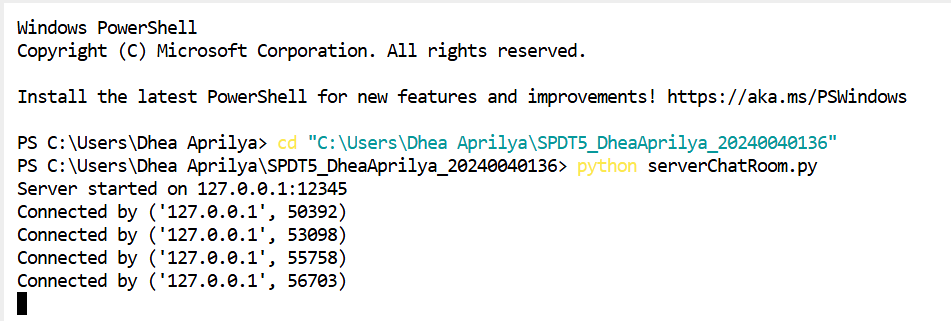 Windows PowerShell
Copyright (C) Microsoft Corporation. All rights reserved.
Install the latest PowerShell for new features and improvements! https://aka.ms/PSWindows
PS C:\Users\Dhea Aprilya> cd "C:\Users\Dhea Aprilya\SPDT5_DheaAprilya_20240040136"
PS C:\Users\Dhea Aprilya\SPDT5_DheaAprilya_20240040136> python serverChatRoom.py
Server started on 127.0.0.1:12345
Connected by ('127.0.0.1', 50392)
Connected by ('127.0.0.1', 53098)
Connected by ('127.0.0.1', 55758)
Connected by ('127.0.0.1', 56703)